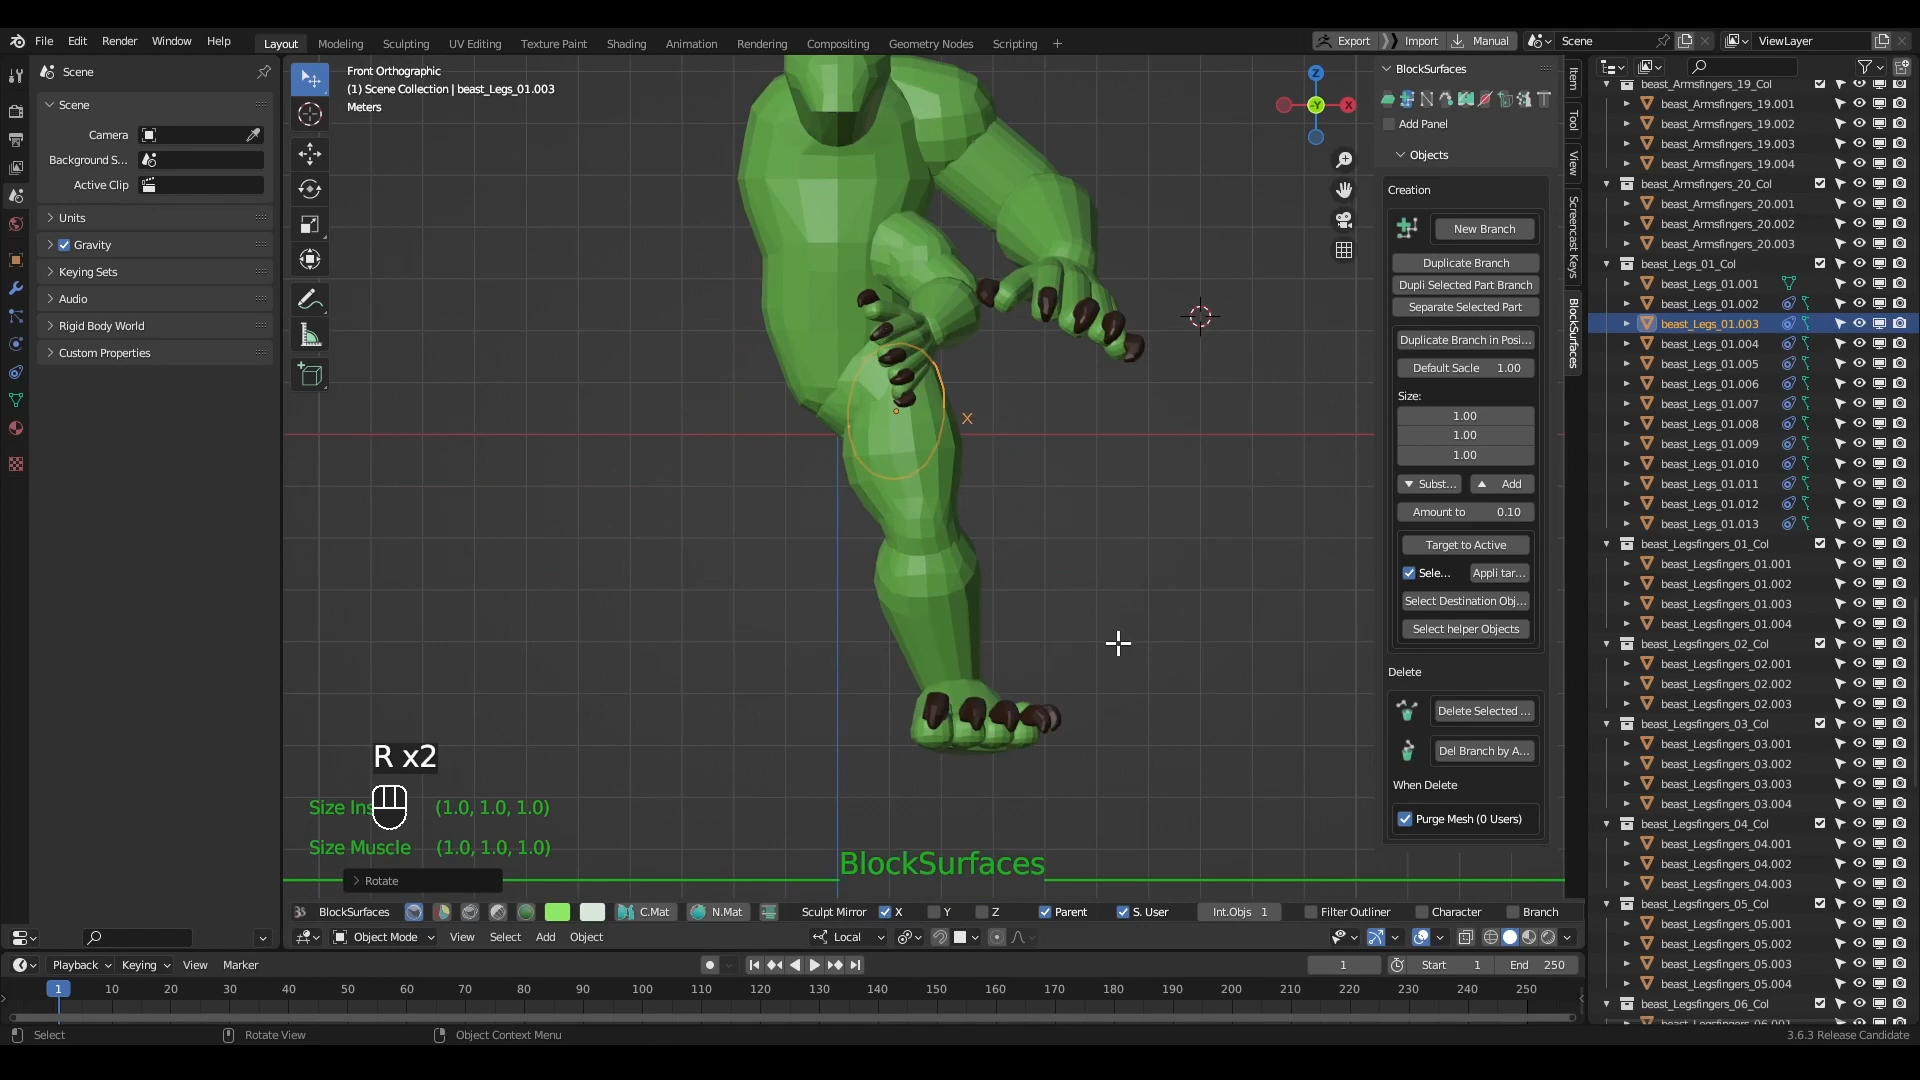 File Edit Render Window Help
Layout Modeling Sculpting UV Editing Texture Paint Shading Animation Rendering Compositing Geometry Nodes Scripting +
Export Import Manual Scene ViewLayer
Scene
Scene
Camera
Background S...
Active Clip
Units
Gravity
Keying Sets
Audio
Rigid Body World
Custom Properties
Front Orthographic
(1) Scene Collection | beast_Legs_01.003
Meters
Z
-Y
X
X
R x2
Size Ins (1.0, 1.0, 1.0)
Size Muscle (1.0, 1.0, 1.0)
Rotate
BlockSurfaces
BlockSurfaces
Add Panel
Objects
Creation
New Branch
Duplicate Branch
Dupli Selected Part Branch
Separate Selected Part
Duplicate Branch in Posi...
Default Sacle 1.00
Size:
1.00
1.00
1.00
Subst... Add
Amount to 0.10
Target to Active
Sele... Appli tar...
Select Destination Obj...
Select helper Objects
Delete
Delete Selected ...
Del Branch by A...
When Delete
Purge Mesh (0 Users)
Item
Tool
View
Screencast Keys
BlockSurfaces
beast_Armsfingers_19_Col
beast_Armsfingers_19.001
beast_Armsfingers_19.002
beast_Armsfingers_19.003
beast_Armsfingers_19.004
beast_Armsfingers_20_Col
beast_Armsfingers_20.001
beast_Armsfingers_20.002
beast_Armsfingers_20.003
beast_Legs_01_Col
beast_Legs_01.001
beast_Legs_01.002
beast_Legs_01.003
beast_Legs_01.004
beast_Legs_01.005
beast_Legs_01.006
beast_Legs_01.007
beast_Legs_01.008
beast_Legs_01.009
beast_Legs_01.010
beast_Legs_01.011
beast_Legs_01.012
beast_Legs_01.013
beast_Legsfingers_01_Col
beast_Legsfingers_01.001
beast_Legsfingers_01.002
beast_Legsfingers_01.003
beast_Legsfingers_01.004
beast_Legsfingers_02_Col
beast_Legsfingers_02.001
beast_Legsfingers_02.002
beast_Legsfingers_02.003
beast_Legsfingers_03_Col
beast_Legsfingers_03.001
beast_Legsfingers_03.002
beast_Legsfingers_03.003
beast_Legsfingers_03.004
beast_Legsfingers_04_Col
beast_Legsfingers_04.001
beast_Legsfingers_04.002
beast_Legsfingers_04.003
beast_Legsfingers_05_Col
beast_Legsfingers_05.001
beast_Legsfingers_05.002
beast_Legsfingers_05.003
beast_Legsfingers_05.004
beast_Legsfingers_06_Col
BlockSurfaces C.Mat N.Mat Sculpt Mirror X Y Z Parent S. User Int.Objs 1 Filter Outliner Character Branch
Object Mode View Select Add Object Local
Playback Keying View Marker 1 Start 1 End 250
1 10 20 30 40 50 60 70 80 90 100 110 120 130 140 150 160 170 180 190 200 210 220 230 240 250
Select Rotate View Object Context Menu 3.6.3 Release Candidate